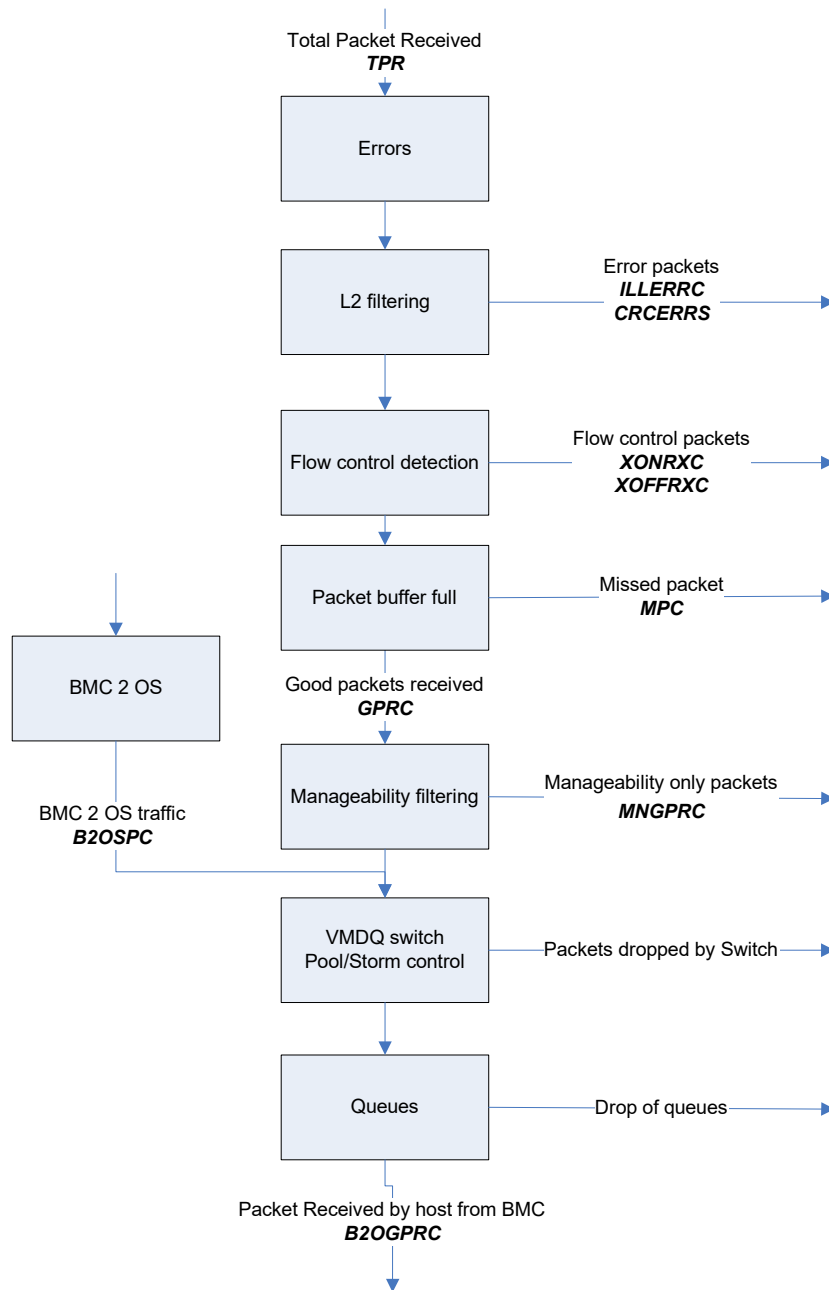 Total Packet Received
TPR
Errors
L2 filtering
Error packets
ILLERRC
CRCERRS
Flow control detection
Flow control packets
XONRXC
XOFFRXC
Packet buffer full
Missed packet
MPC
BMC 2 OS
Good packets received
GPRC
Manageability filtering
Manageability only packets
MNGPRC
BMC 2 OS traffic
B2OSPC
VMDQ switch
Pool/Storm control
Packets dropped by Switch
Queues
Drop of queues
Packet Received by host from BMC
B2OGPRC